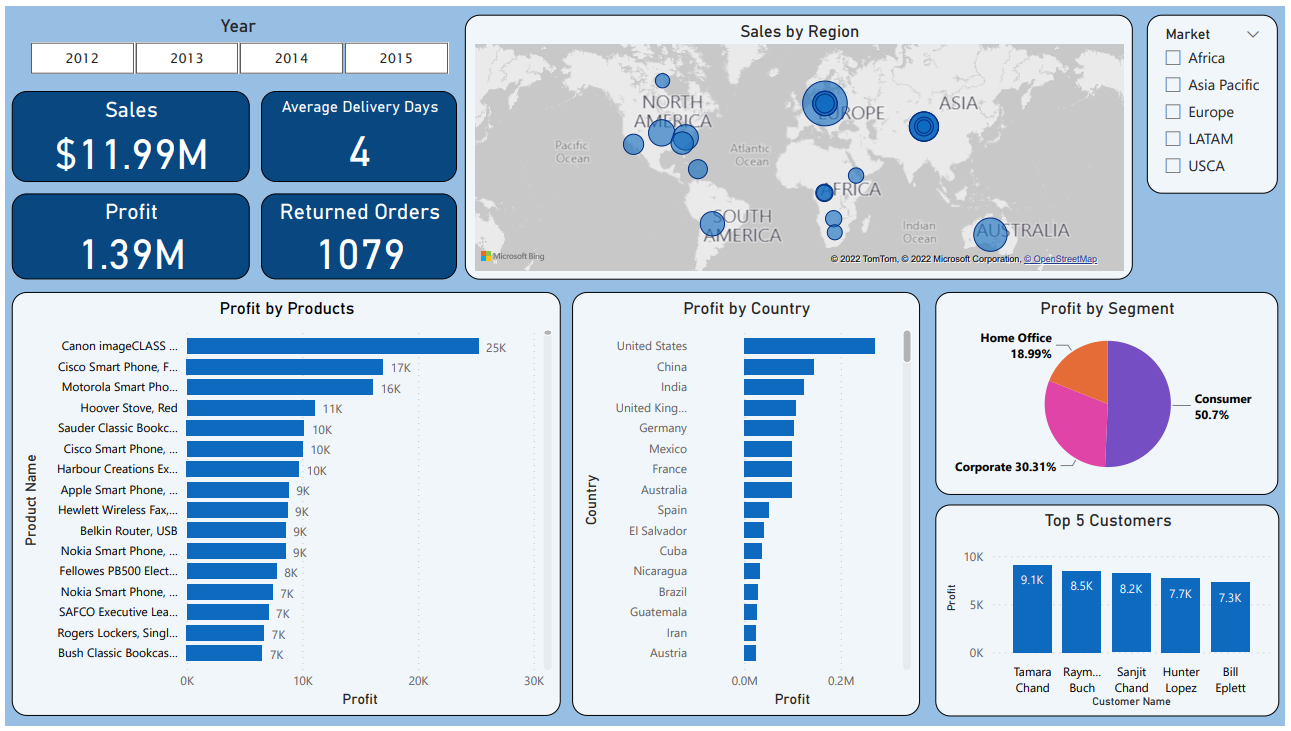 Year
2012
2013
2014
2015
Sales
$11.99M
Average Delivery Days
4
Profit
1.39M
Returned Orders
1079
Sales by Region
NORTH
AMERICA
EUROPE
ASIA
Pacific
Ocean
Atlantic
Ocean
AFRICA
SOUTH
AMERICA
Indian
Ocean
AUSTRALIA
Microsoft Bing
© 2022 TomTom, © 2022 Microsoft Corporation, © OpenStreetMap
Market
Africa
Asia Pacific
Europe
LATAM
USCA
Profit by Products
Product Name
Canon imageCLASS ... 25K
Cisco Smart Phone, F... 17K
Motorola Smart Pho... 16K
Hoover Stove, Red 11K
Sauder Classic Bookc... 10K
Cisco Smart Phone, ... 10K
Harbour Creations Ex... 10K
Apple Smart Phone, ... 9K
Hewlett Wireless Fax,... 9K
Belkin Router, USB 9K
Nokia Smart Phone, ... 9K
Fellowes PB500 Elect... 8K
Nokia Smart Phone, ... 7K
SAFCO Executive Lea... 7K
Rogers Lockers, Singl... 7K
Bush Classic Bookcas... 7K
0K 10K 20K 30K
Profit
Profit by Country
Country
United States
China
India
United King...
Germany
Mexico
France
Australia
Spain
El Salvador
Cuba
Nicaragua
Brazil
Guatemala
Iran
Austria
0.0M 0.2M
Profit
Profit by Segment
Home Office
18.99%
Consumer
50.7%
Corporate 30.31%
Top 5 Customers
Profit
10K
5K
0K
9.1K 8.5K 8.2K 7.7K 7.3K
Tamara Raym... Sanjit Hunter Bill
Chand Buch Chand Lopez Eplett
Customer Name